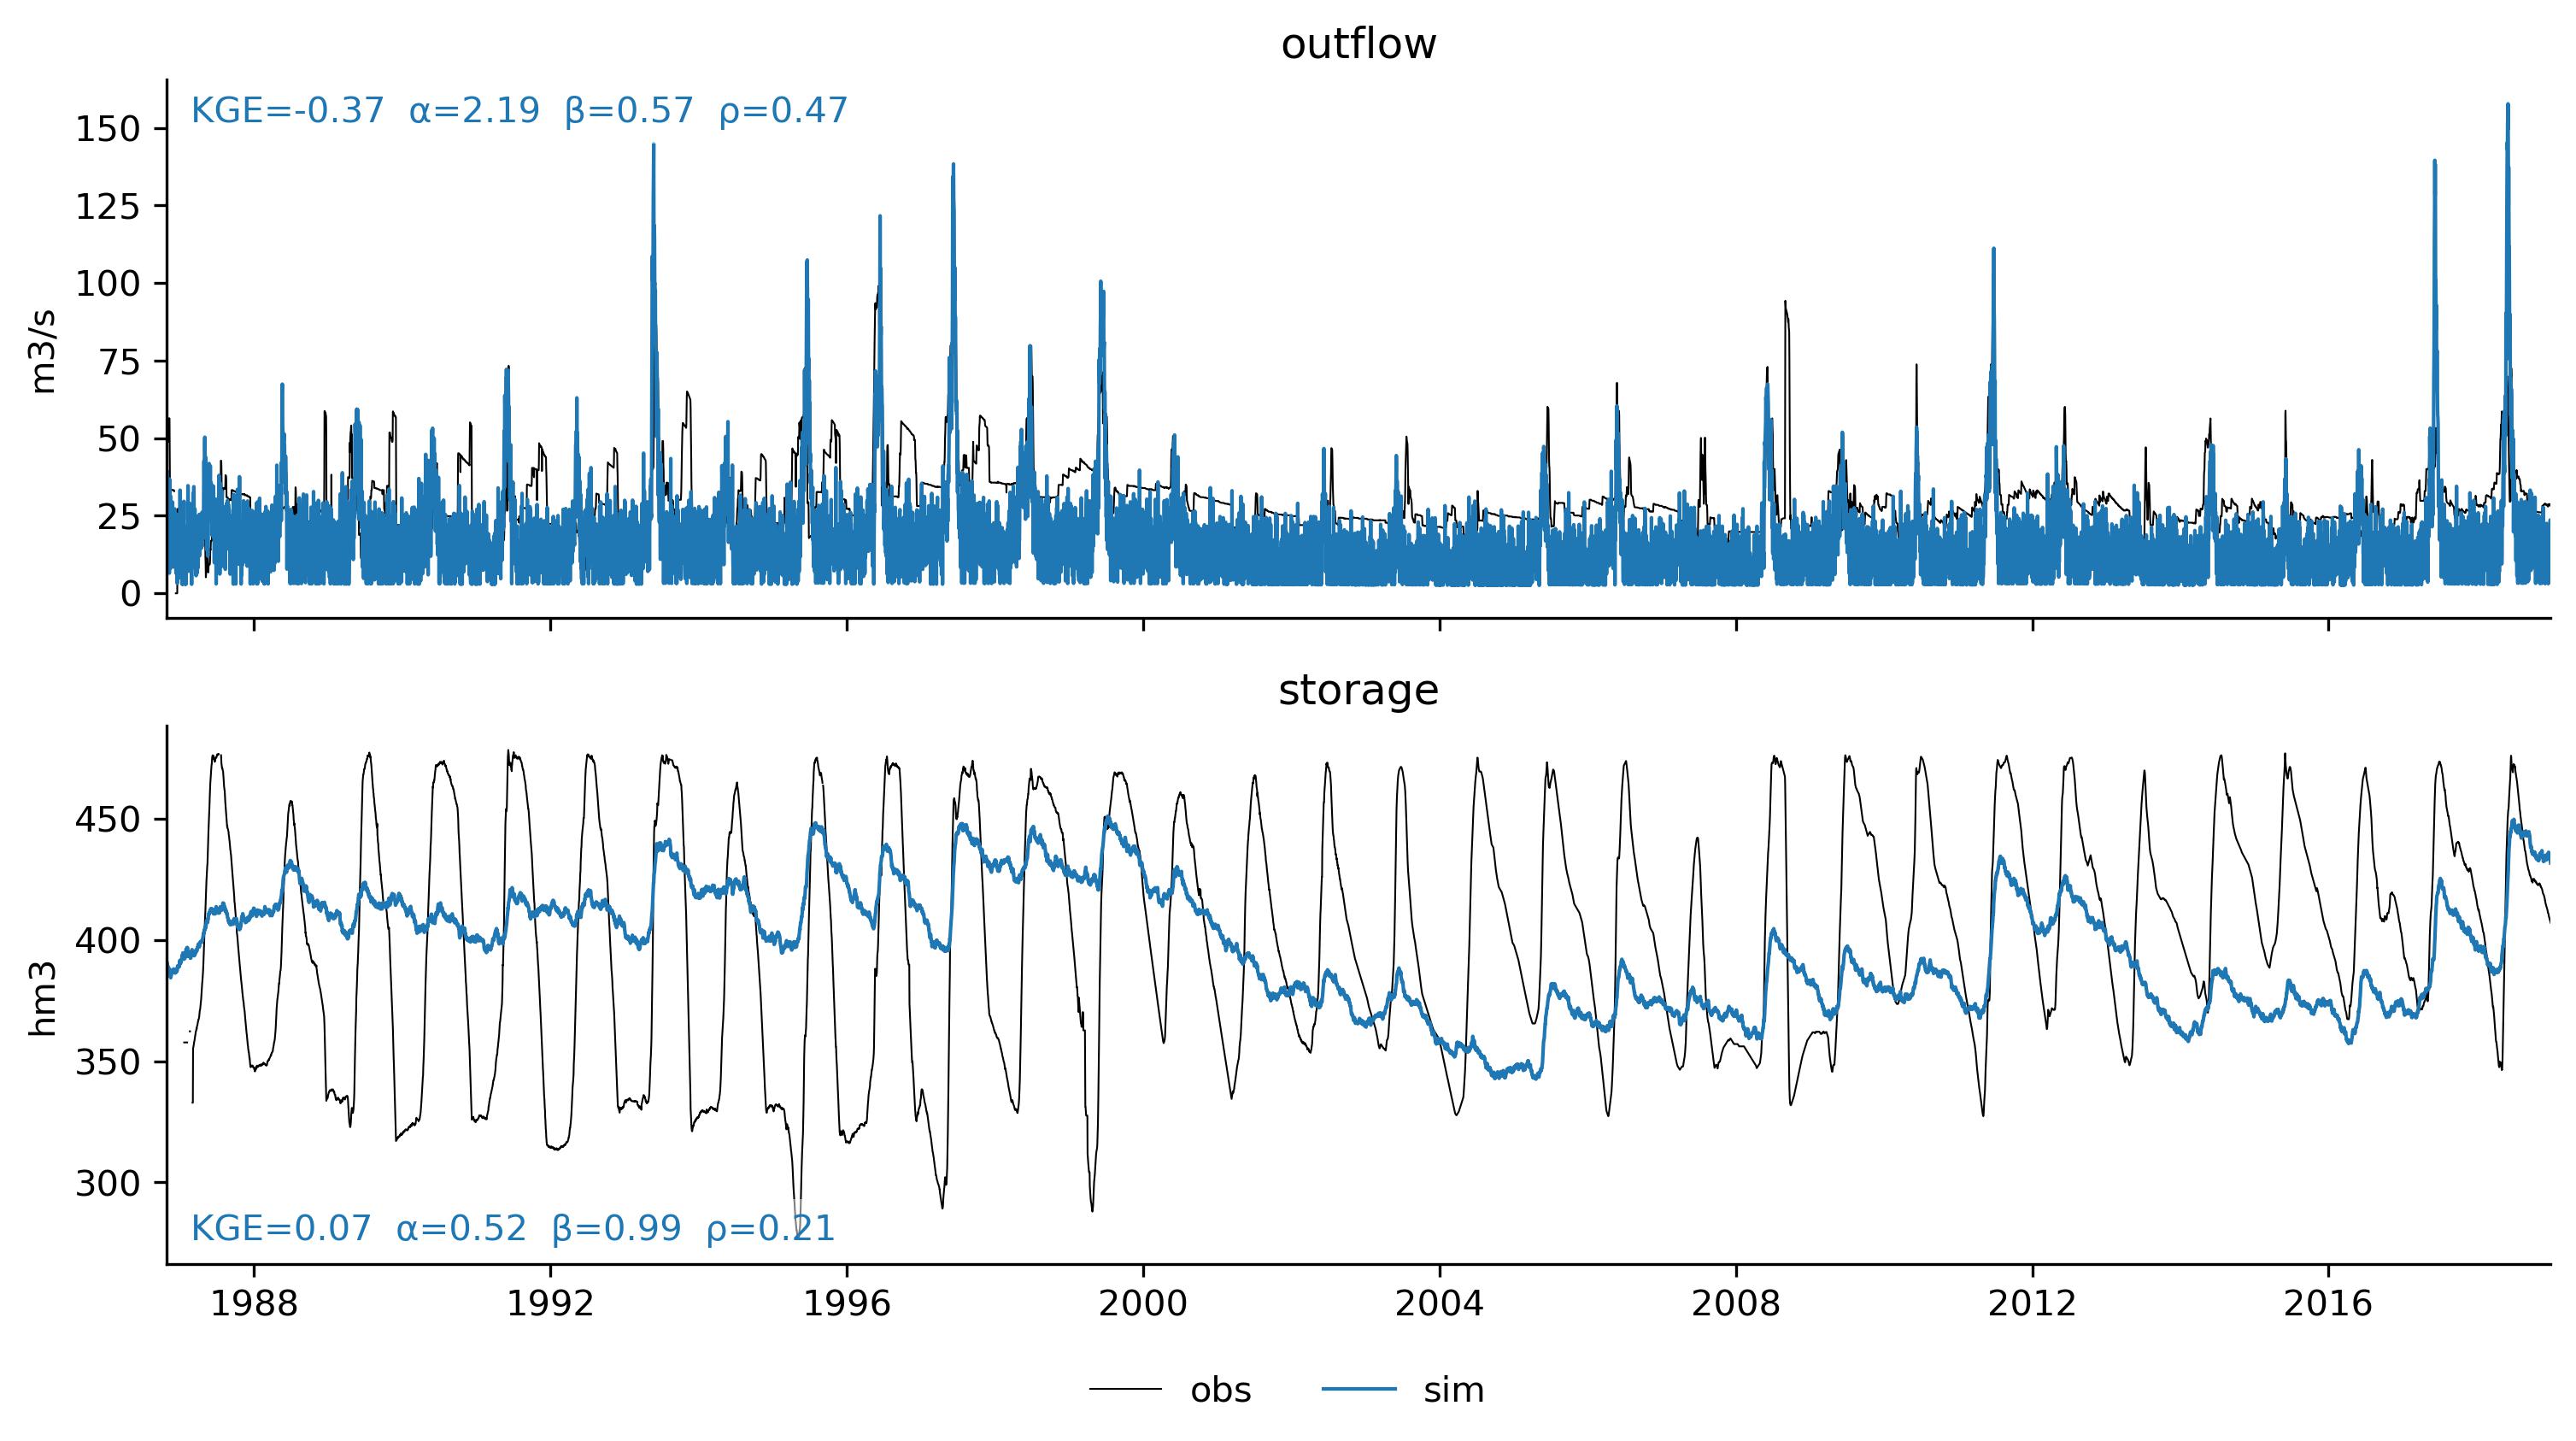 outflow
KGE=-0.37 α=2.19 β=0.57 ρ=0.47
150
125
100
75
50
25
0
m3/s
storage
450
400
350
300
hm3
KGE=0.07 α=0.52 β=0.99 ρ=0.21
1988 1992 1996 2000 2004 2008 2012 2016
obs sim